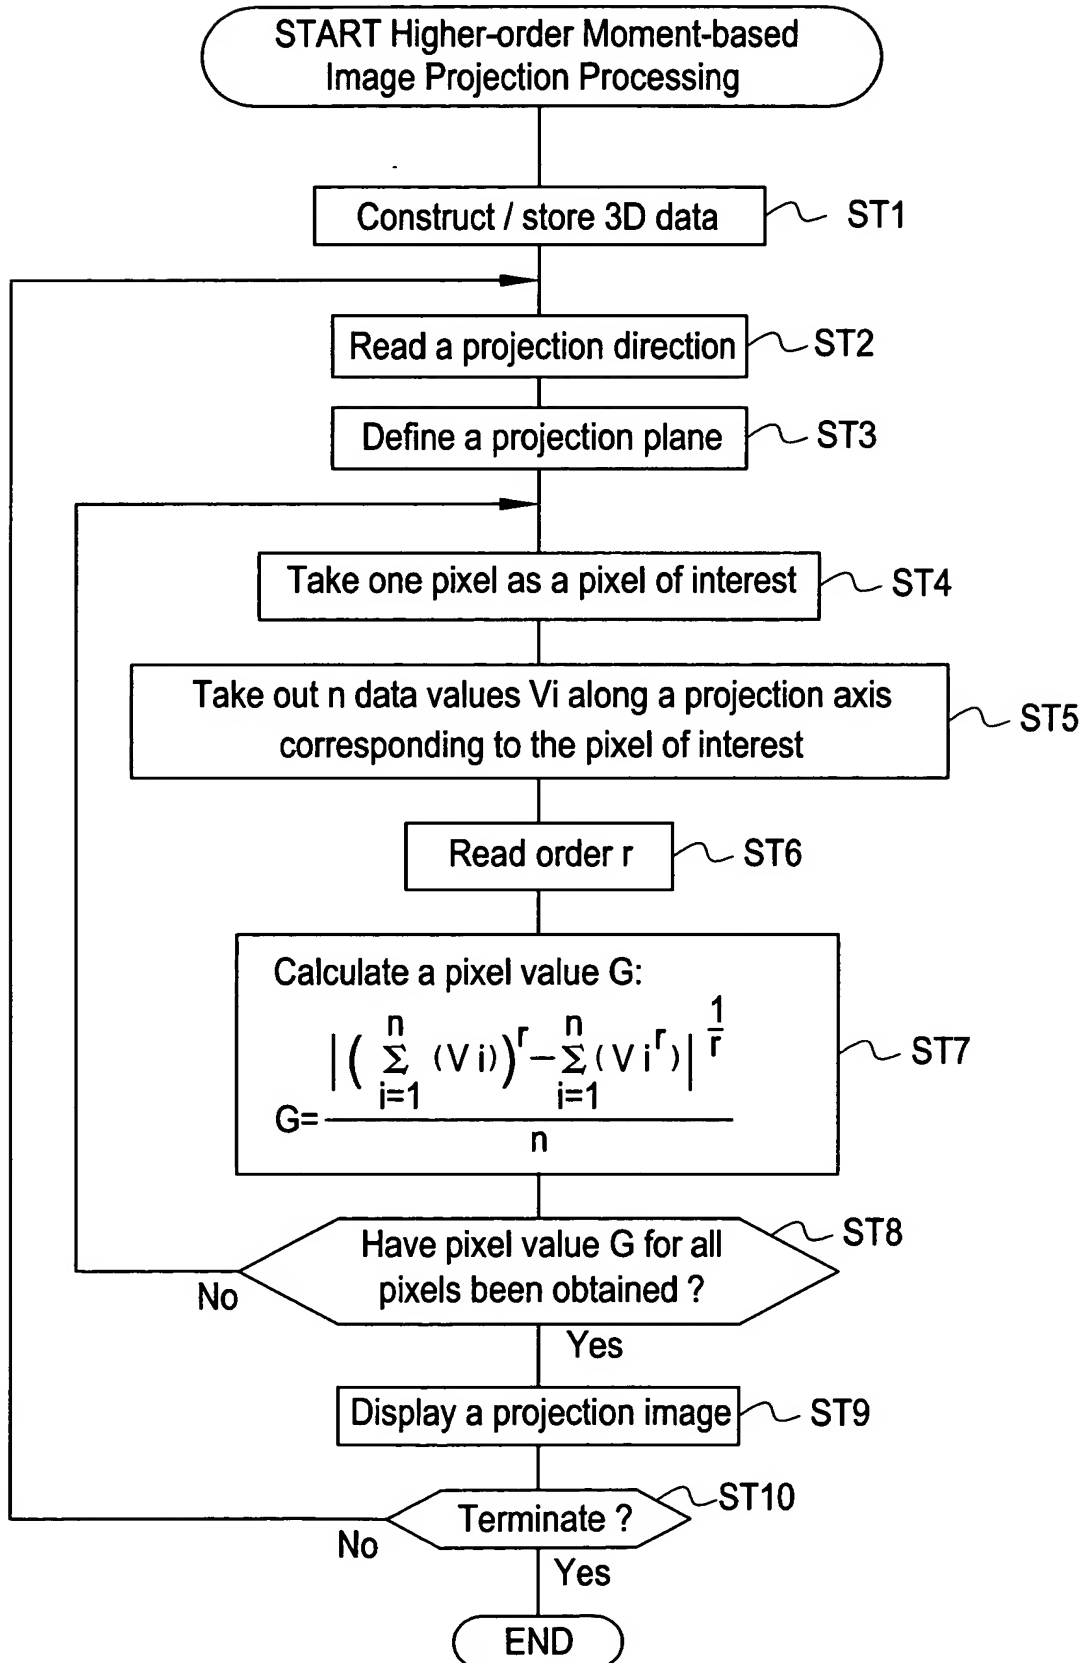 START Higher-order Moment-based
Image Projection Processing
Construct / store 3D data
ST1
Read a projection direction
ST2
Define a projection plane
ST3
Take one pixel as a pixel of interest
ST4
Take out n data values Vi along a projection axis
corresponding to the pixel of interest
ST5
Read order r
ST6
Calculate a pixel value G:
G= | ( n Σ i=1 (Vi) )^r − n Σ i=1 (Vi^r) |^(1/r) / n
ST7
Have pixel value G for all
pixels been obtained ?
ST8
No
Yes
Display a projection image
ST9
Terminate ?
ST10
No
Yes
END